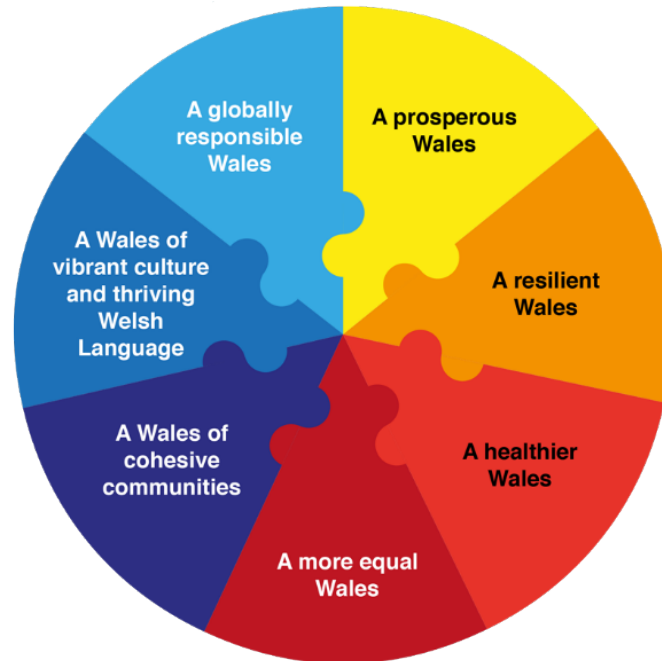 A globally
responsible
Wales
A prosperous
Wales
A resilient
Wales
A healthier
Wales
A more equal
Wales
A Wales of
cohesive
communities
A Wales of
vibrant culture
and thriving
Welsh
Language